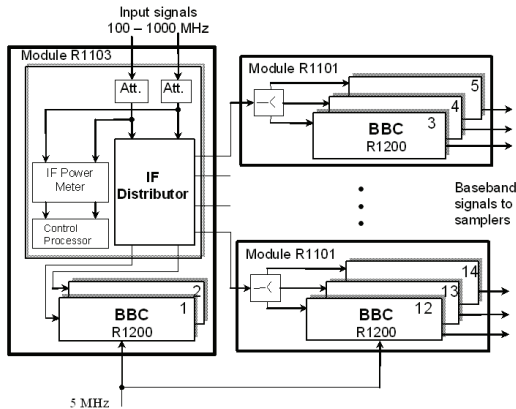 Input signals
100 – 1000 MHz
Module R1103
Att.
Att.
IF Power
Meter
IF
Distributor
Control
Processor
2
1
BBC
R1200
5 MHz
Module R1101
5
4
3
BBC
R1200
Baseband
signals to
samplers
Module R1101
14
13
12
BBC
R1200